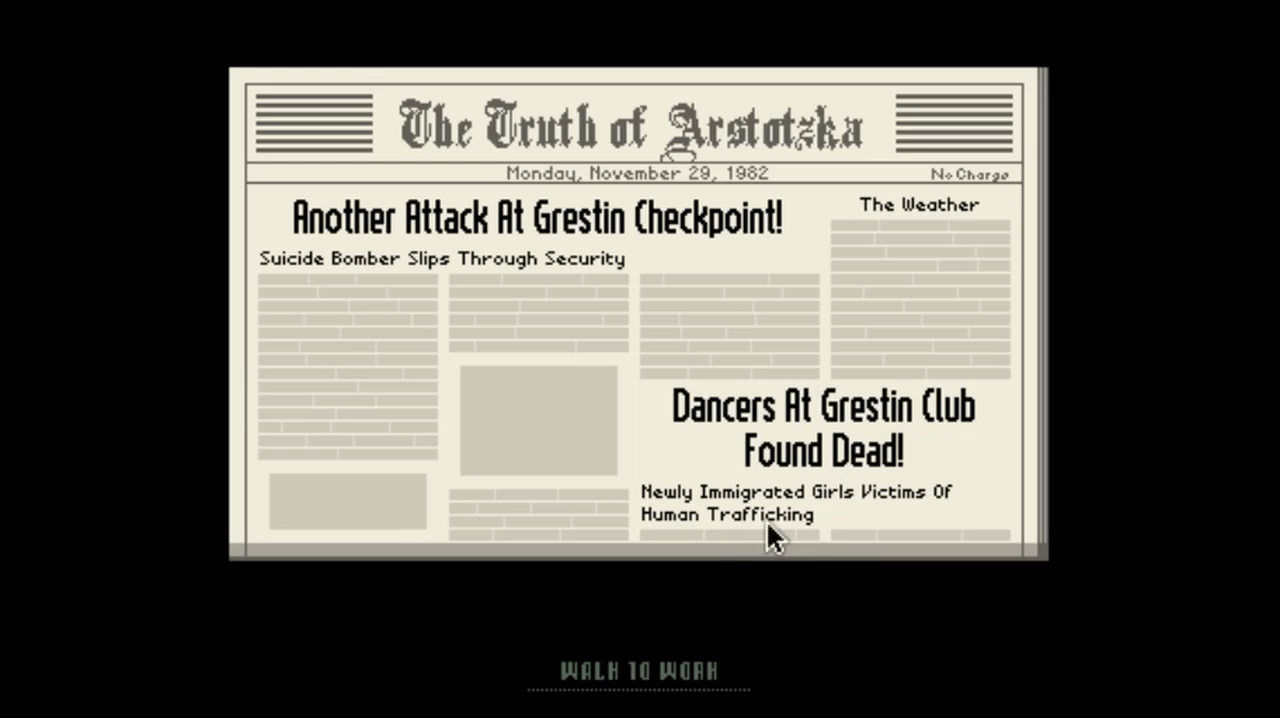 The Truth of Arstotzka
Monday, November 29, 1982
No Charge
Another Attack At Grestin Checkpoint!
Suicide Bomber Slips Through Security
The Weather
Dancers At Grestin Club
Found Dead!
Newly Immigrated Girls Victims Of
Human Trafficking
WALK TO WORK